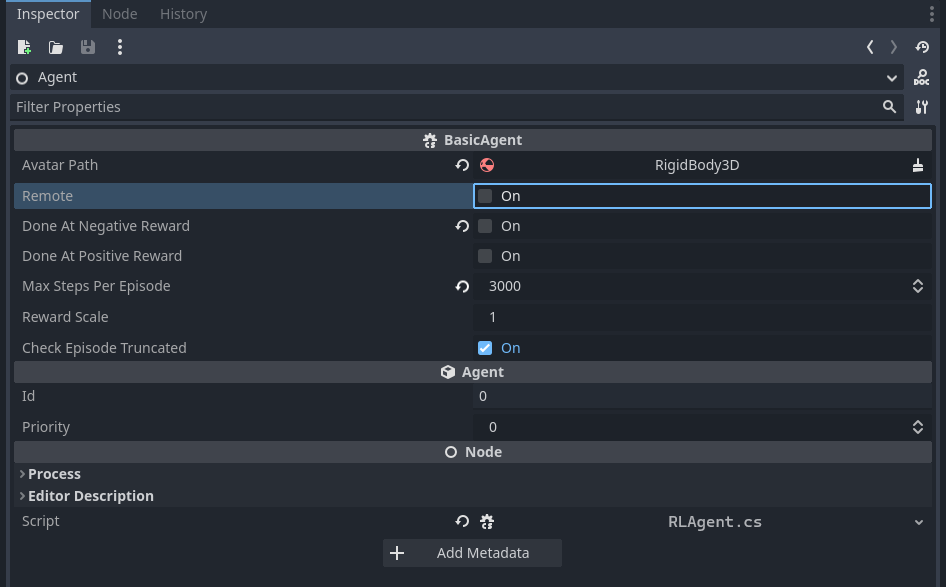 Inspector Node History
Agent
DOC
Filter Properties
BasicAgent
Avatar Path RigidBody3D
Remote On
Done At Negative Reward On
Done At Positive Reward On
Max Steps Per Episode 3000
Reward Scale 1
Check Episode Truncated On
Agent
Id 0
Priority 0
Node
Process
Editor Description
Script RLAgent.cs
Add Metadata